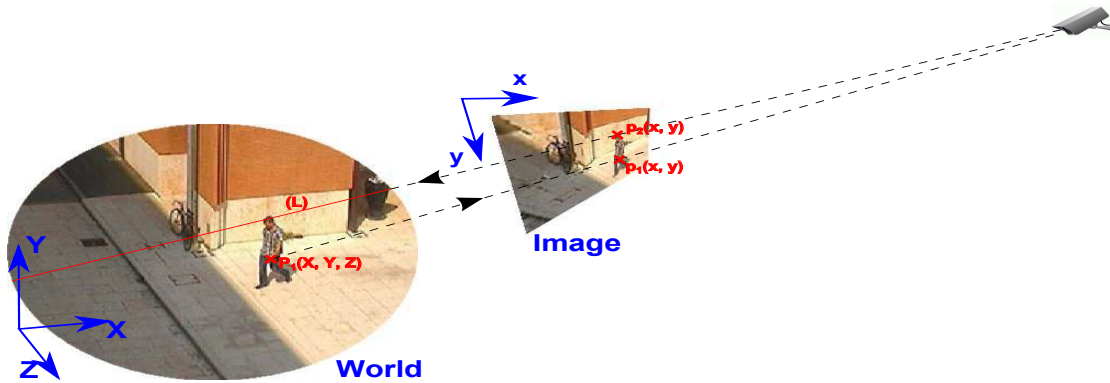 x
y
p₂(x, y)
p₁(x, y)
Image
(L)
P₁(X, Y, Z)
Y
X
Z
World